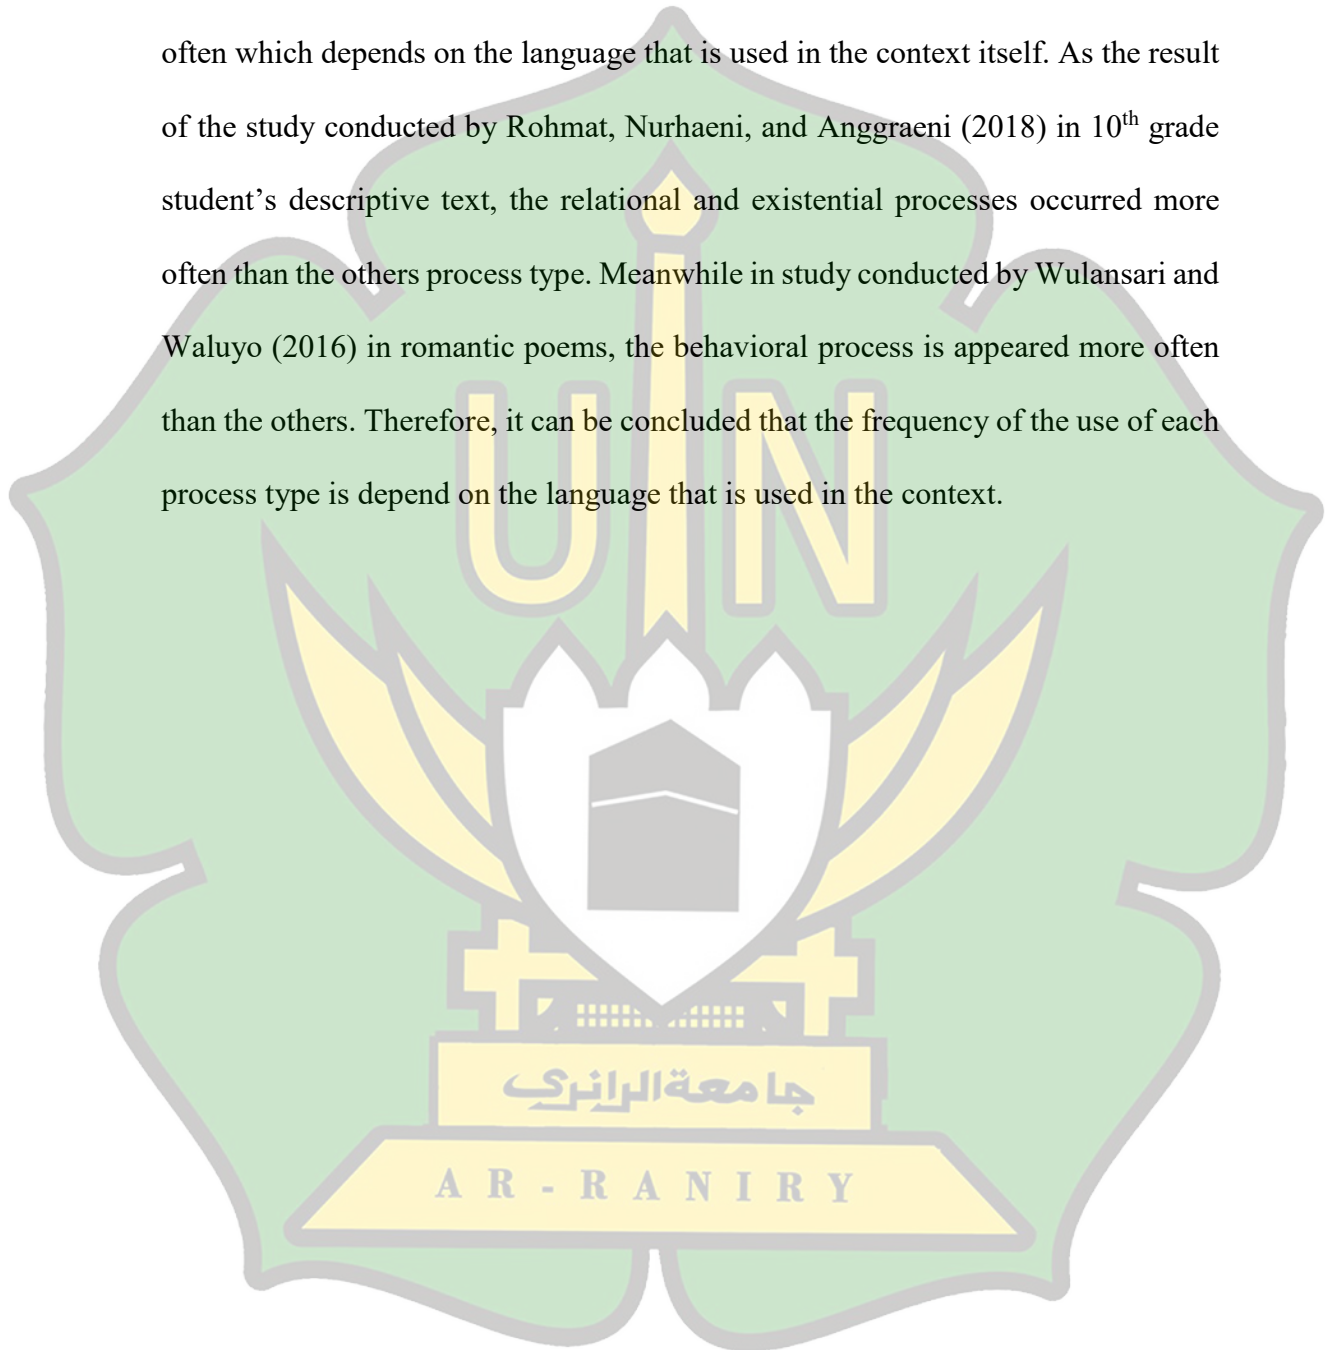 often which depends on the language that is used in the context itself. As the result
of the study conducted by Rohmat, Nurhaeni, and Anggraeni (2018) in 10th grade
student’s descriptive text, the relational and existential processes occurred more
often than the others process type. Meanwhile in study conducted by Wulansari and
Waluyo (2016) in romantic poems, the behavioral process is appeared more often
than the others. Therefore, it can be concluded that the frequency of the use of each
process type is depend on the language that is used in the context.
UIN
جامعةالرانرى
AR-RANIRY